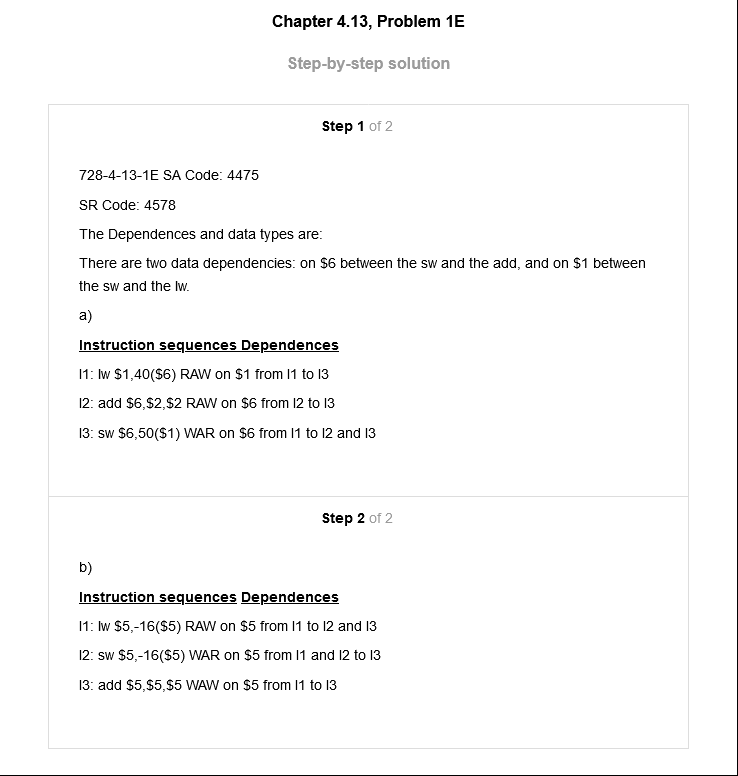 Chapter 4.13, Problem 1E
Step-by-step solution
Step 1 of 2
728-4-13-1E SA Code: 4475
SR Code: 4578
The Dependences and data types are:
There are two data dependencies: on $6 between the sw and the add, and on $1 between
the sw and the lw.
a)
Instruction sequences Dependences
I1: lw $1,40($6) RAW on $1 from I1 to I3
I2: add $6,$2,$2 RAW on $6 from I2 to I3
I3: sw $6,50($1) WAR on $6 from I1 to I2 and I3
Step 2 of 2
b)
Instruction sequences Dependences
I1: lw $5,-16($5) RAW on $5 from I1 to I2 and I3
I2: sw $5,-16($5) WAR on $5 from I1 and I2 to I3
I3: add $5,$5,$5 WAW on $5 from I1 to I3